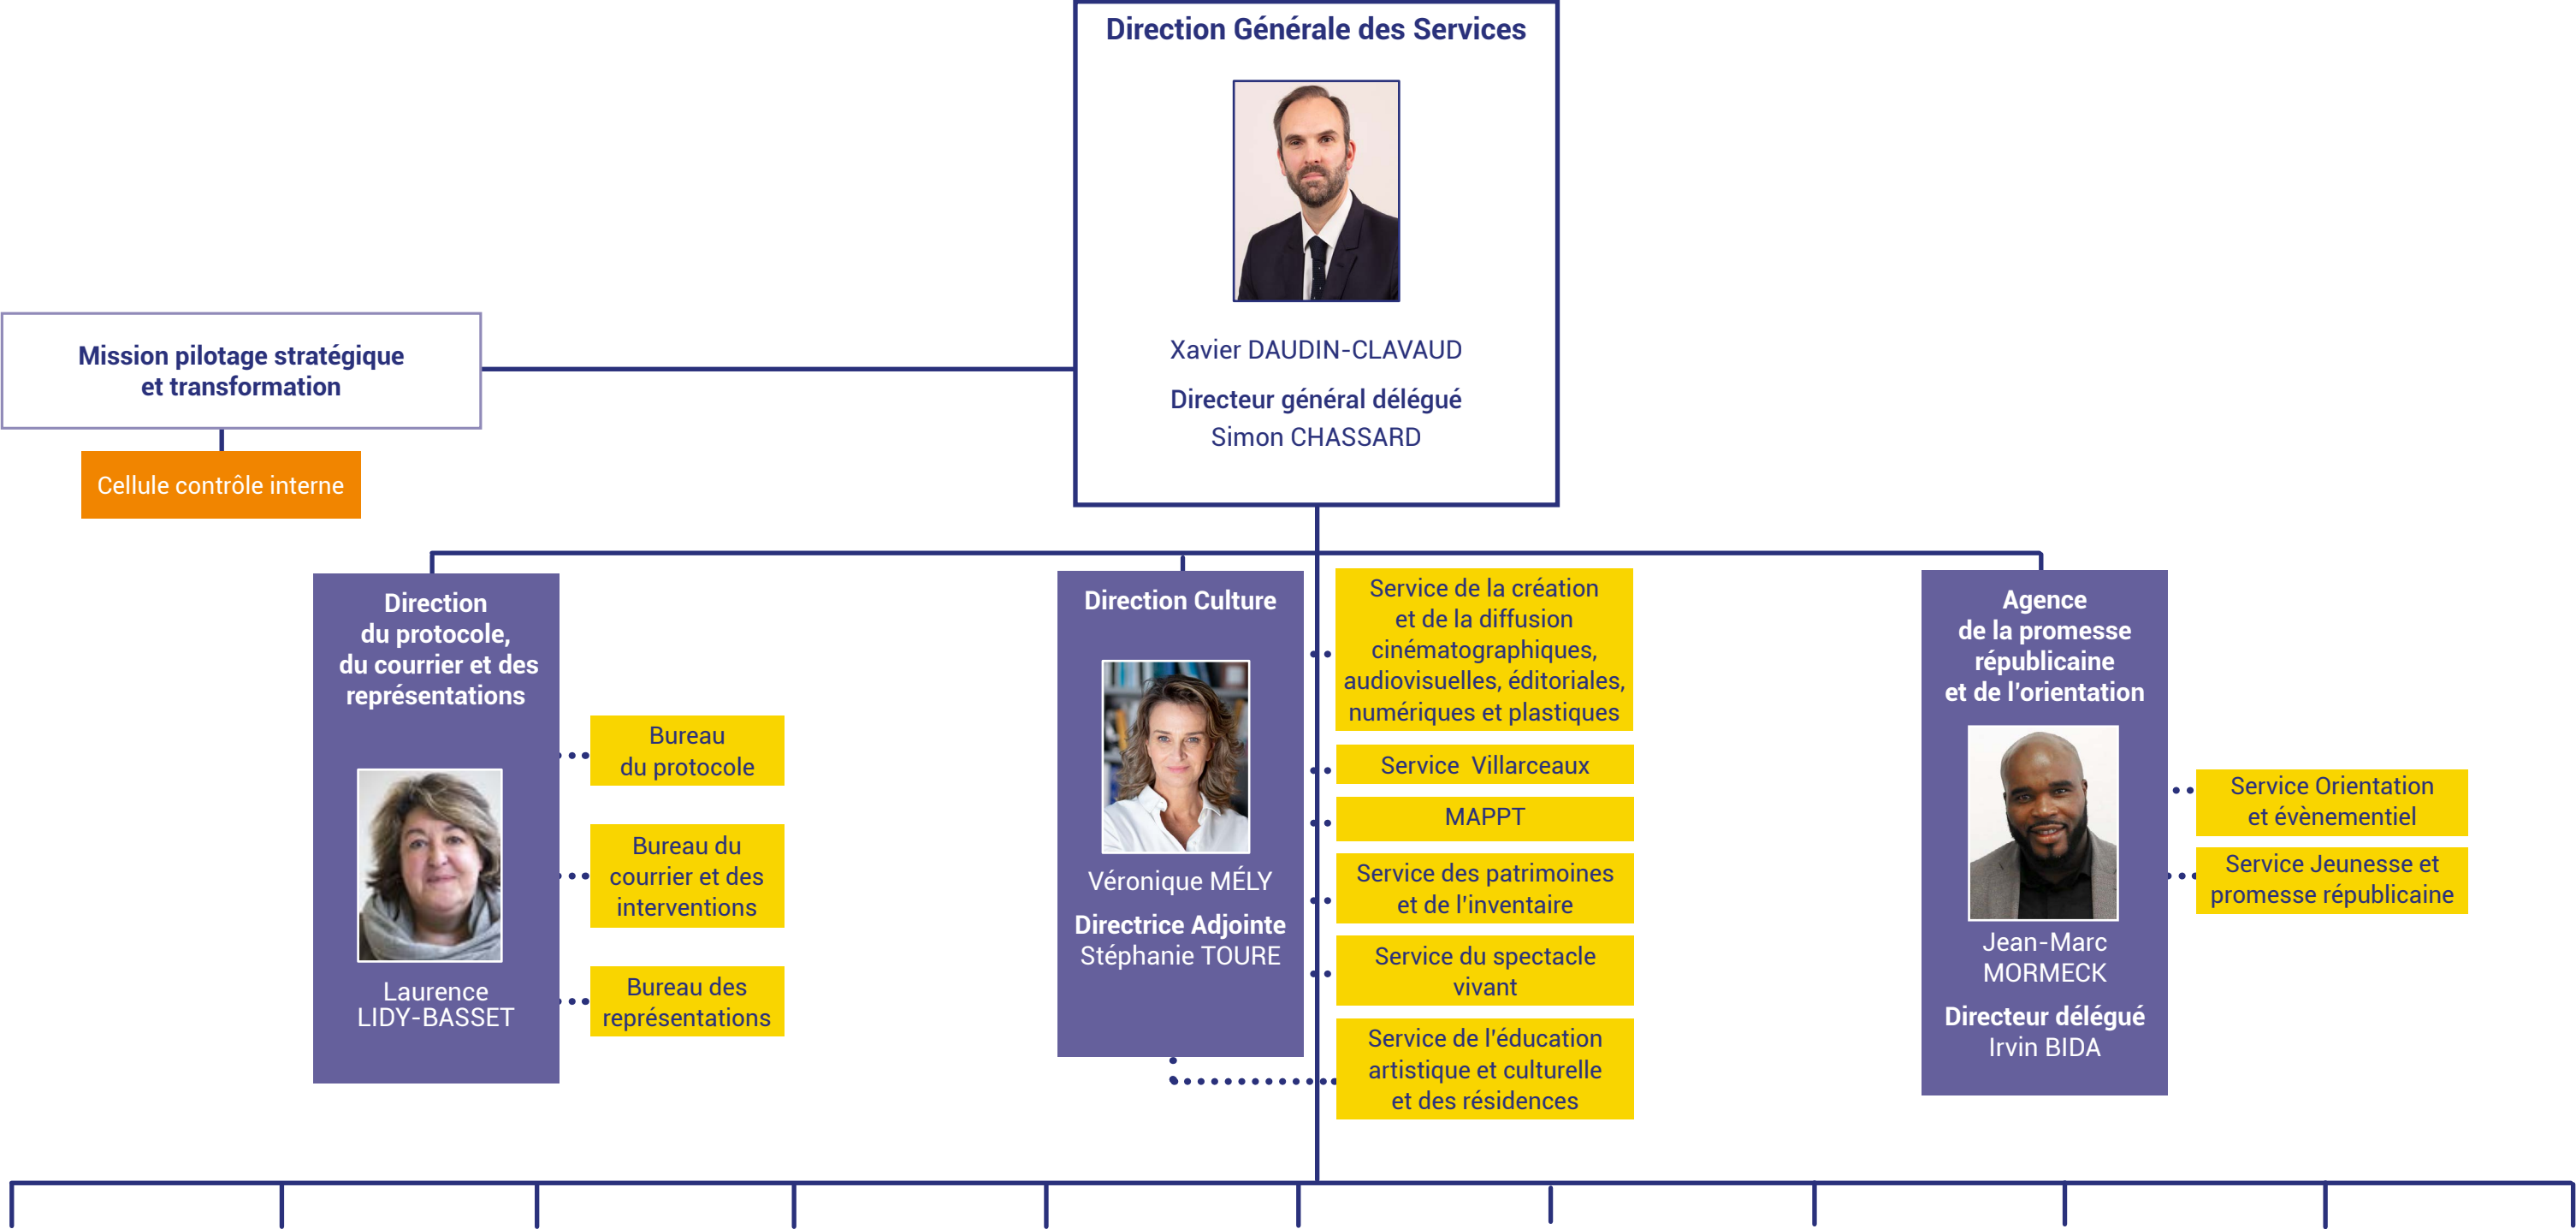 Direction Générale des Services
Xavier DAUDIN-CLAVAUD
Directeur général délégué
Simon CHASSARD
Mission pilotage stratégique
et transformation
Cellule contrôle interne
Direction
du protocole,
du courrier et des
représentations
Laurence
LIDY-BASSET
Bureau
du protocole
Bureau du
courrier et des
interventions
Bureau des
représentations
Direction Culture
Véronique MÉLY
Directrice Adjointe
Stéphanie TOURE
Service de la création
et de la diffusion
cinématographiques,
audiovisuelles, éditoriales,
numériques et plastiques
Service Villarceaux
MAPPT
Service des patrimoines
et de l'inventaire
Service du spectacle
vivant
Service de l'éducation
artistique et culturelle
et des résidences
Agence
de la promesse
républicaine
et de l'orientation
Jean-Marc
MORMECK
Directeur délégué
Irvin BIDA
Service Orientation
et évènementiel
Service Jeunesse et
promesse républicaine